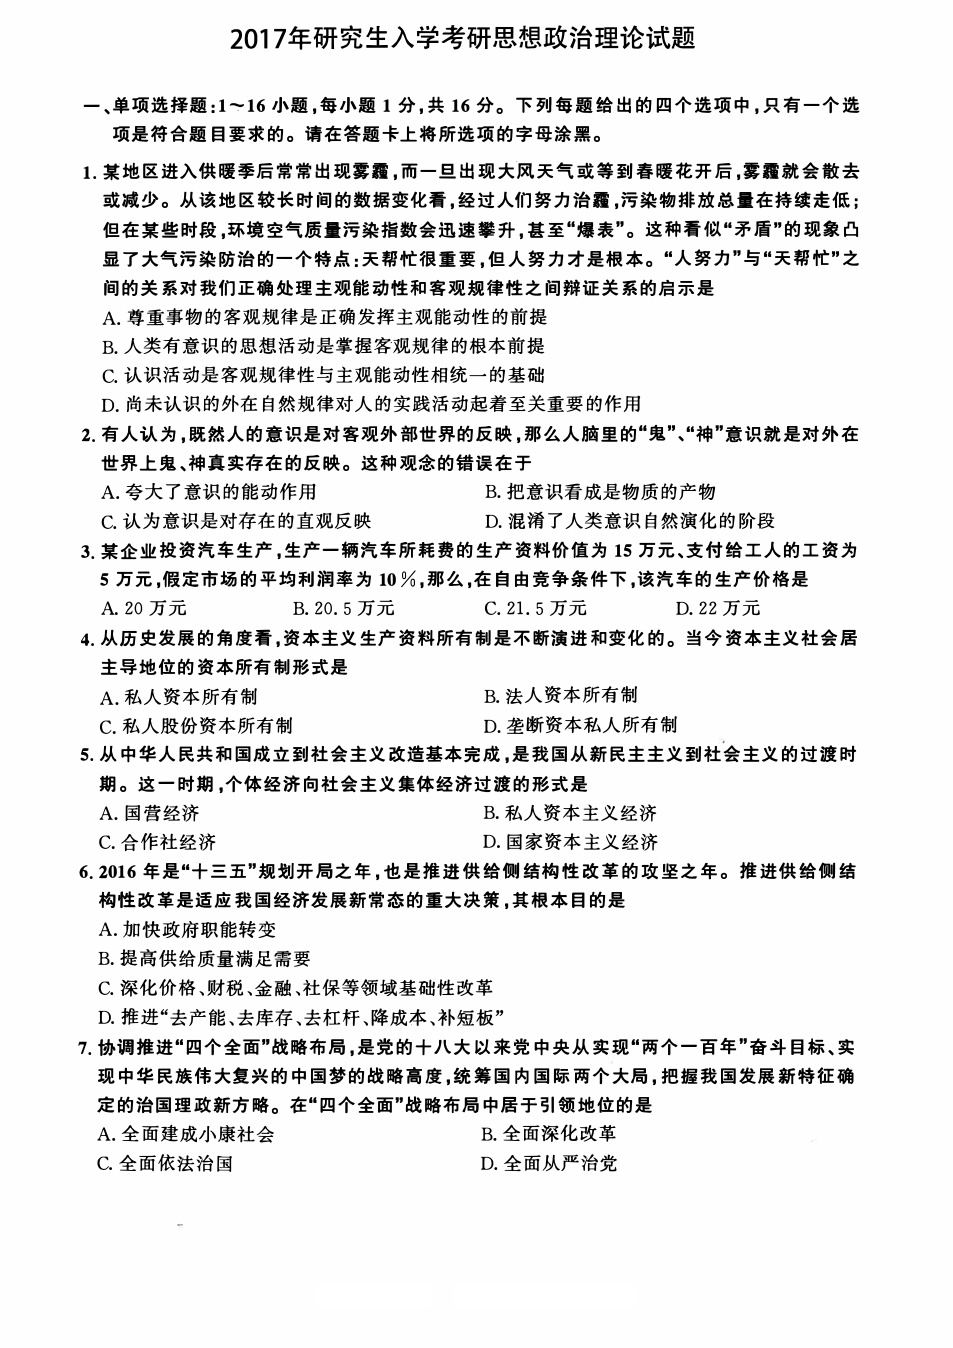 2017年研究生入学考研思想政治理论试题
一、单项选择题:1～16 小题,每小题 1 分,共 16 分。下列每题给出的四个选项中,只有一个选
项是符合题目要求的。请在答题卡上将所选项的字母涂黑。
1. 某地区进入供暖季后常常出现雾霾,而一旦出现大风天气或等到春暖花开后,雾霾就会散去
或减少。从该地区较长时间的数据变化看,经过人们努力治霾,污染物排放总量在持续走低;
但在某些时段,环境空气质量污染指数会迅速攀升,甚至“爆表”。这种看似“矛盾”的现象凸
显了大气污染防治的一个特点:天帮忙很重要,但人努力才是根本。“人努力”与“天帮忙”之
间的关系对我们正确处理主观能动性和客观规律性之间辩证关系的启示是
A. 尊重事物的客观规律是正确发挥主观能动性的前提
B. 人类有意识的思想活动是掌握客观规律的根本前提
C. 认识活动是客观规律性与主观能动性相统一的基础
D. 尚未认识的外在自然规律对人的实践活动起着至关重要的作用
2. 有人认为,既然人的意识是对客观外部世界的反映,那么人脑里的“鬼”、“神”意识就是对外在
世界上鬼、神真实存在的反映。这种观念的错误在于
A. 夸大了意识的能动作用 B. 把意识看成是物质的产物
C. 认为意识是对存在的直观反映 D. 混淆了人类意识自然演化的阶段
3. 某企业投资汽车生产,生产一辆汽车所耗费的生产资料价值为 15 万元、支付给工人的工资为
5 万元,假定市场的平均利润率为 10%,那么,在自由竞争条件下,该汽车的生产价格是
A. 20 万元 B. 20.5 万元 C. 21.5 万元 D. 22 万元
4. 从历史发展的角度看,资本主义生产资料所有制是不断演进和变化的。当今资本主义社会居
主导地位的资本所有制形式是
A. 私人资本所有制 B. 法人资本所有制
C. 私人股份资本所有制 D. 垄断资本私人所有制
5. 从中华人民共和国成立到社会主义改造基本完成,是我国从新民主主义到社会主义的过渡时
期。这一时期,个体经济向社会主义集体经济过渡的形式是
A. 国营经济 B. 私人资本主义经济
C. 合作社经济 D. 国家资本主义经济
6. 2016 年是“十三五”规划开局之年,也是推进供给侧结构性改革的攻坚之年。推进供给侧结
构性改革是适应我国经济发展新常态的重大决策,其根本目的是
A. 加快政府职能转变
B. 提高供给质量满足需要
C. 深化价格、财税、金融、社保等领域基础性改革
D. 推进“去产能、去库存、去杠杆、降成本、补短板”
7. 协调推进“四个全面”战略布局,是党的十八大以来党中央从实现“两个一百年”奋斗目标、实
现中华民族伟大复兴的中国梦的战略高度,统筹国内国际两个大局,把握我国发展新特征确
定的治国理政新方略。在“四个全面”战略布局中居于引领地位的是
A. 全面建成小康社会 B. 全面深化改革
C. 全面依法治国 D. 全面从严治党